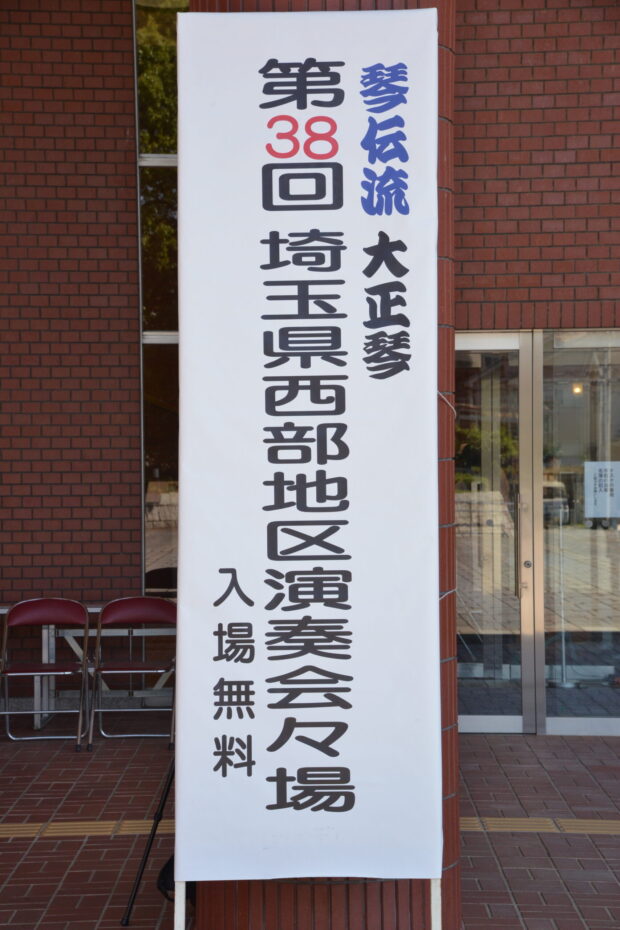 琴伝流 大正琴
第38回 埼玉県西部地区演奏会々場
入場無料